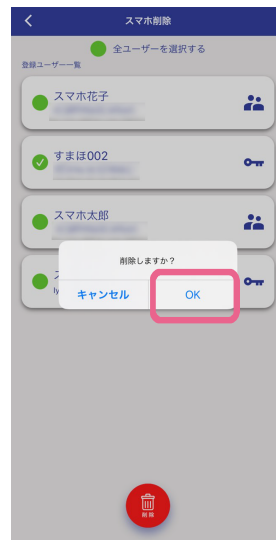 スマホ削除
全ユーザーを選択する
登録ユーザー一覧
スマホ花子
すまほ002
スマホ太郎
削除しますか？
キャンセル
OK
削除